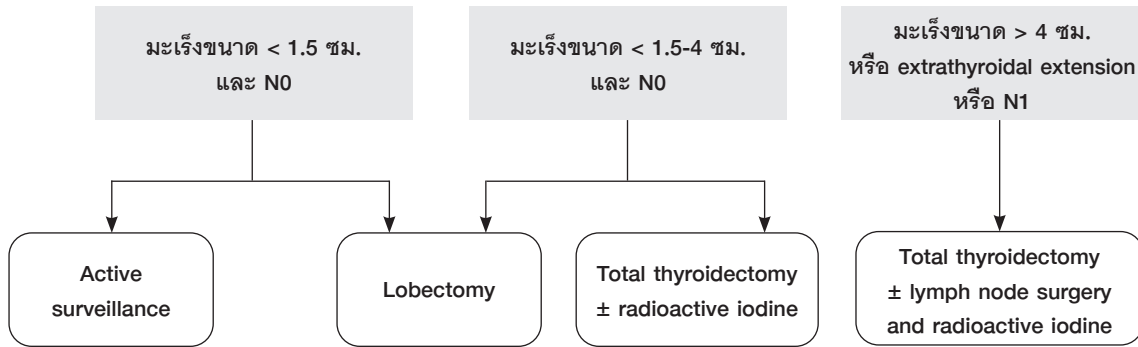 มะเร็งขนาด < 1.5 ซม.
และ N0
มะเร็งขนาด < 1.5-4 ซม.
และ N0
มะเร็งขนาด > 4 ซม.
หรือ extrathyroidal extension
หรือ N1
Active
surveillance
Lobectomy
Total thyroidectomy
± radioactive iodine
Total thyroidectomy
± lymph node surgery
and radioactive iodine